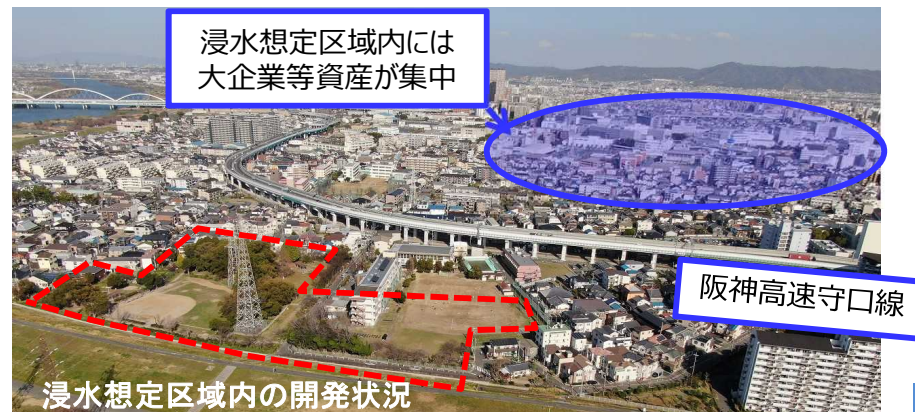 浸水想定区域内には
大企業等資産が集中
阪神高速守口線
浸水想定区域内の開発状況